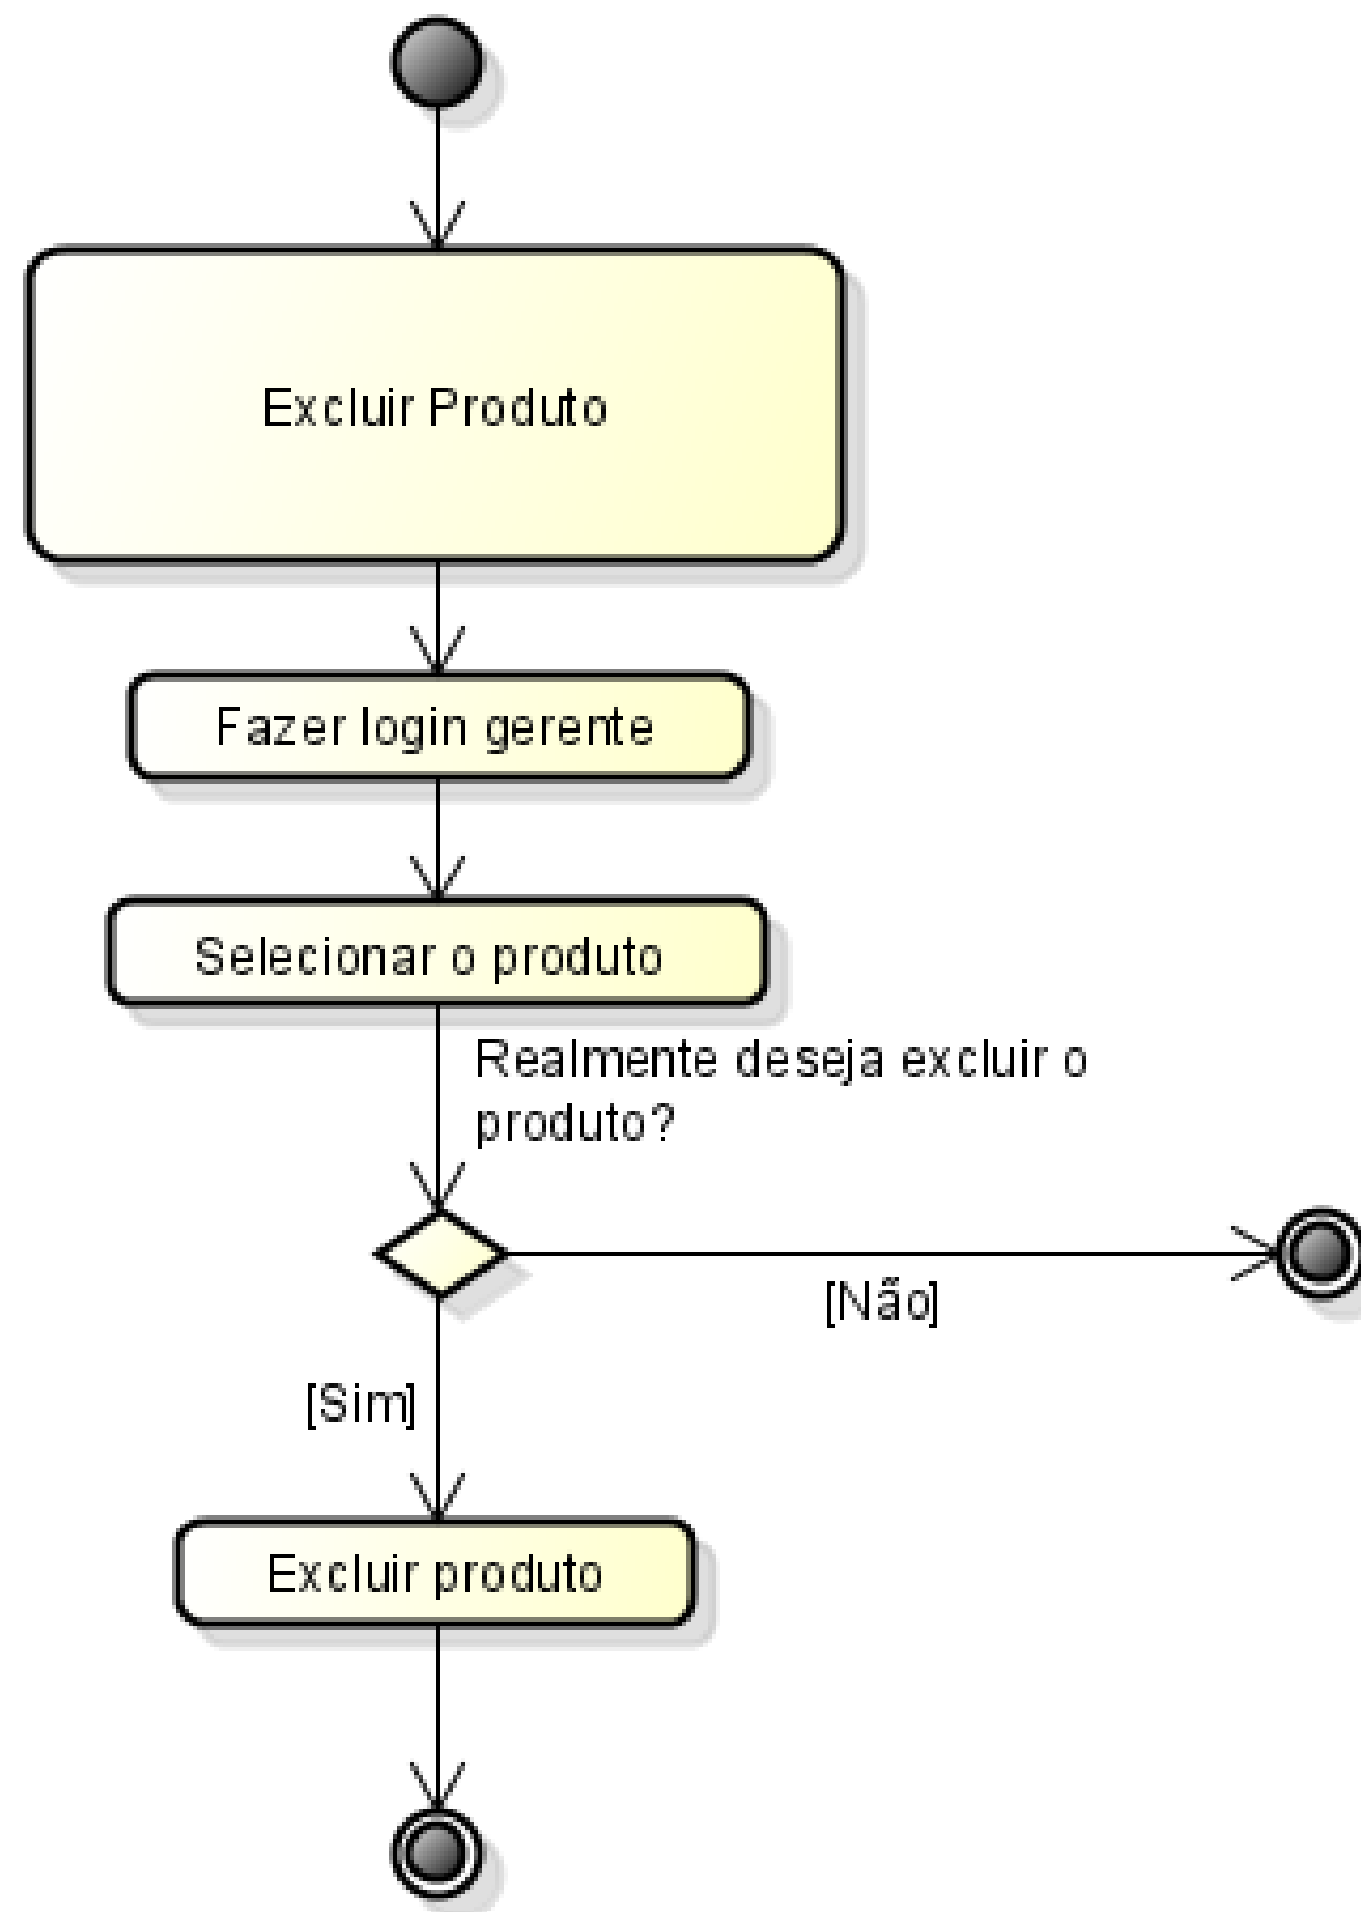 Excluir Produto
Fazer login gerente
Selecionar o produto
Realmente deseja excluir o
produto?
[Não]
[Sim]
Excluir produto